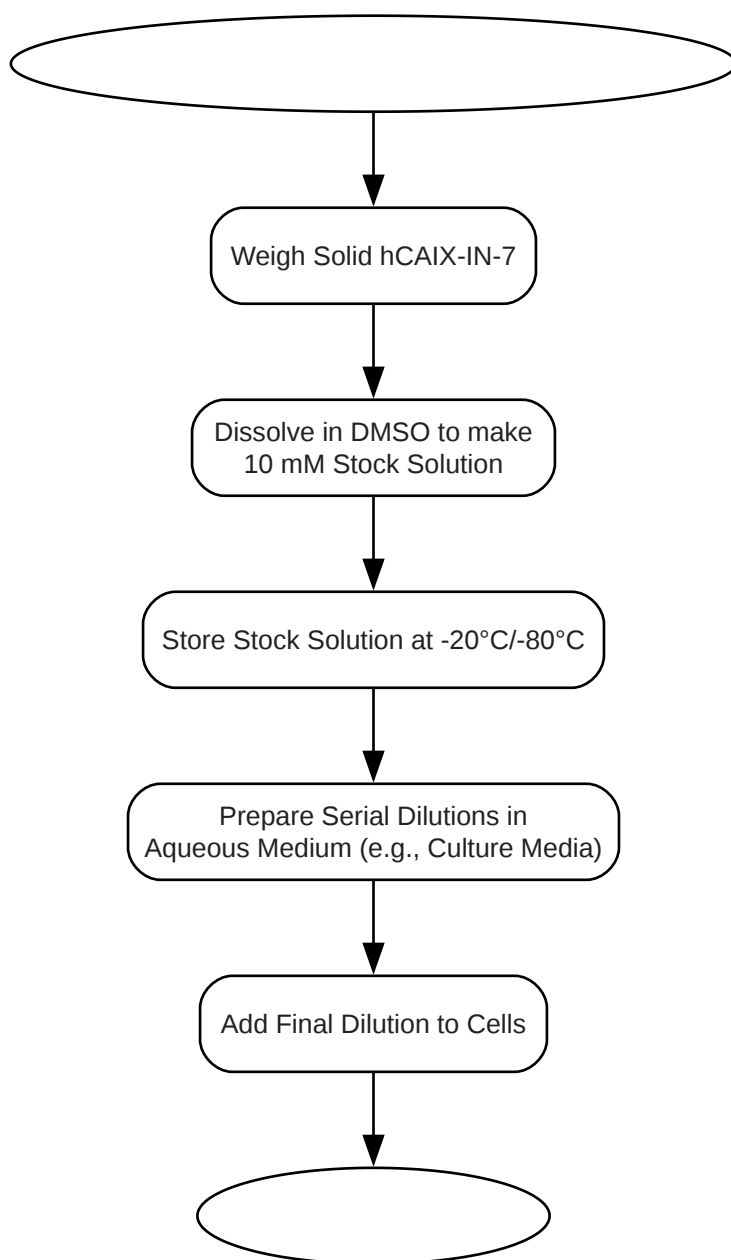 Weigh Solid hCAIX-IN-7
Dissolve in DMSO to make
10 mM Stock Solution
Store Stock Solution at -20°C/-80°C
Prepare Serial Dilutions in
Aqueous Medium (e.g., Culture Media)
Add Final Dilution to Cells